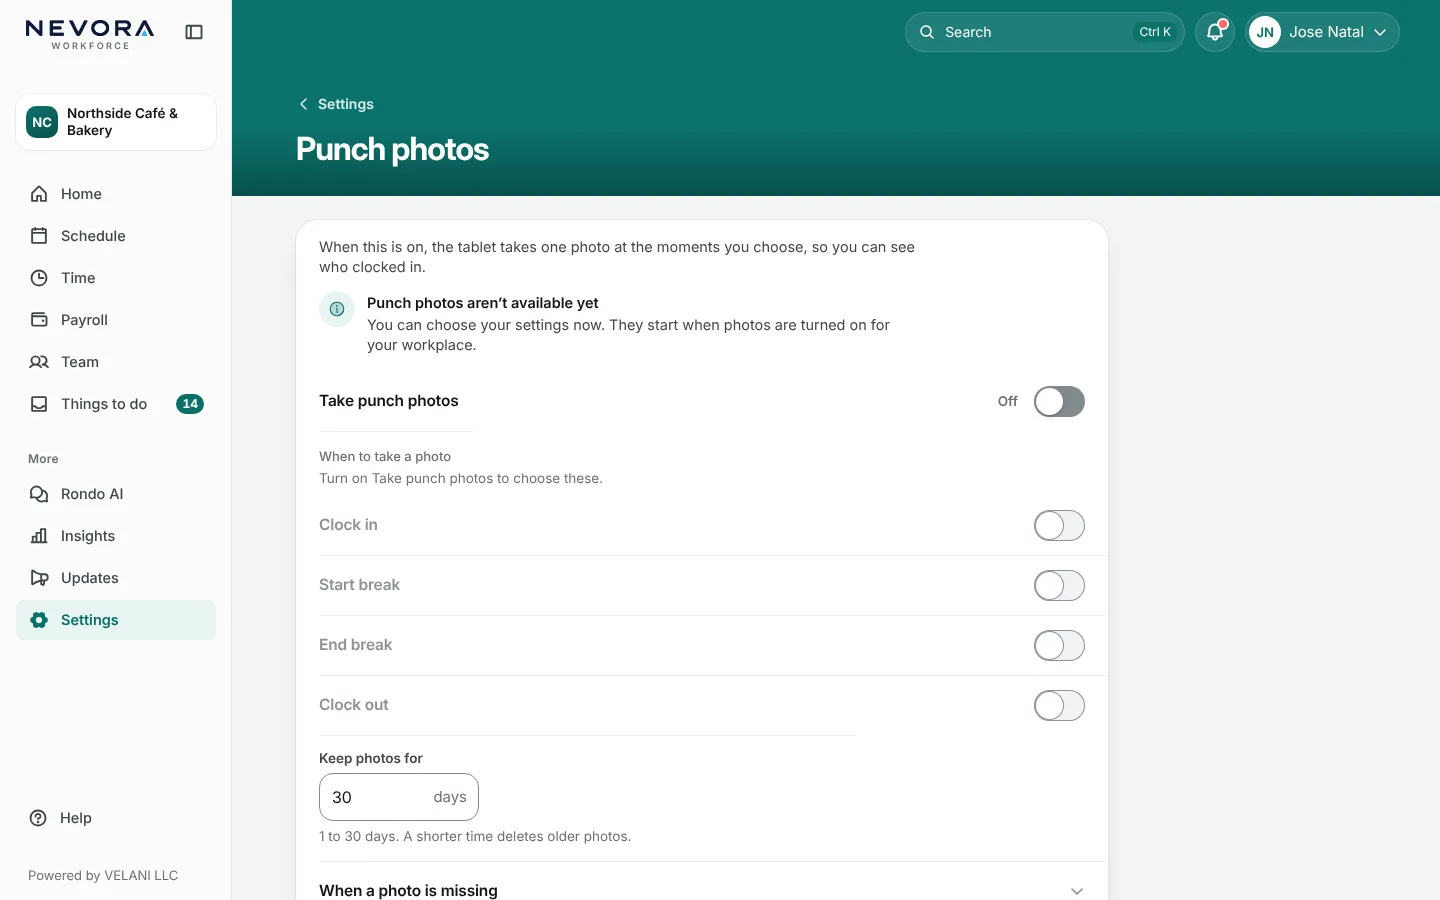 NEVORA
WORKFORCE
Search
Ctrl K
JN
Jose Natal
NC
Northside Café &
Bakery
Home
Schedule
Time
Payroll
Team
Things to do
14
More
Rondo AI
Insights
Updates
Settings
Help
Powered by VELANI LLC
Settings
Punch photos
When this is on, the tablet takes one photo at the moments you choose, so you can see
who clocked in.
Punch photos aren’t available yet
You can choose your settings now. They start when photos are turned on for
your workplace.
Take punch photos
Off
When to take a photo
Turn on Take punch photos to choose these.
Clock in
Start break
End break
Clock out
Keep photos for
30 days
1 to 30 days. A shorter time deletes older photos.
When a photo is missing